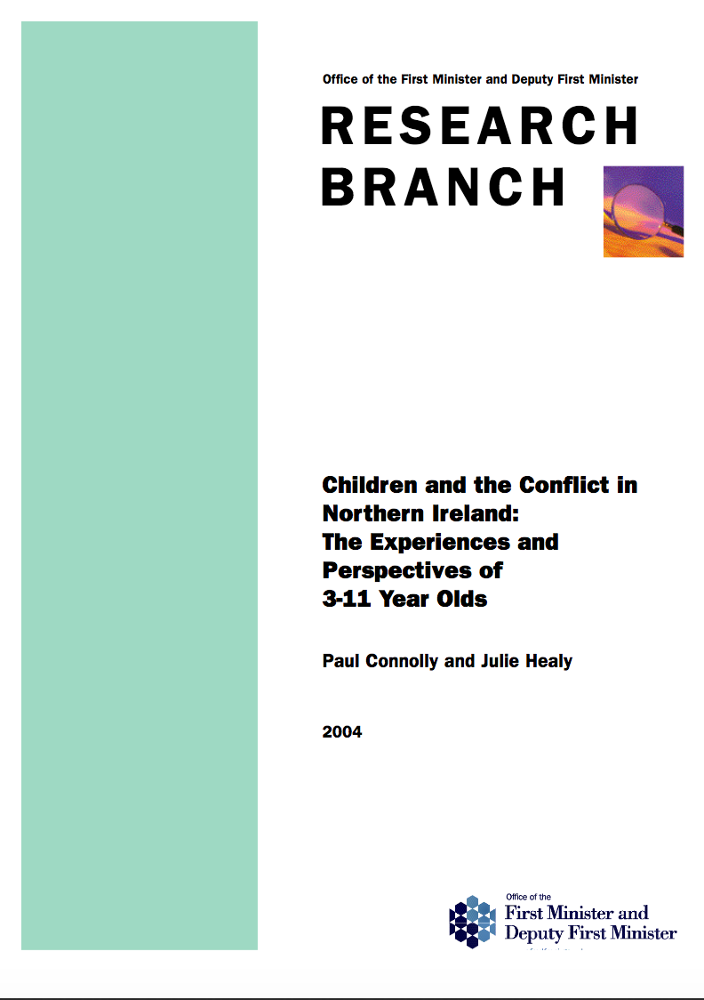 Office of the First Minister and Deputy First Minister
RESEARCH
BRANCH
Children and the Conflict in
Northern Ireland:
The Experiences and
Perspectives of
3-11 Year Olds
Paul Connolly and Julie Healy
2004
Office of the
First Minister and
Deputy First Minister